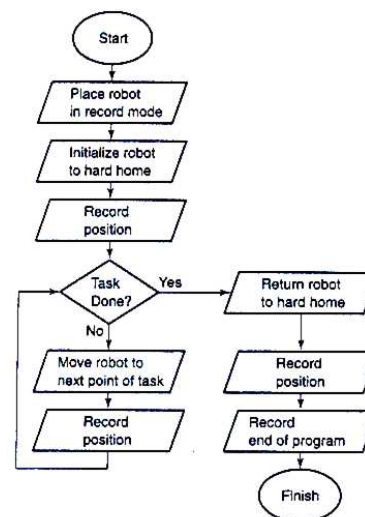 Start
Place robot
in record mode
Initialize robot
to hard home
Record
position
Task
Done?
Yes
No
Move robot to
next point of task
Record
position
Return robot
to hard home
Record
position
Record
end of program
Finish